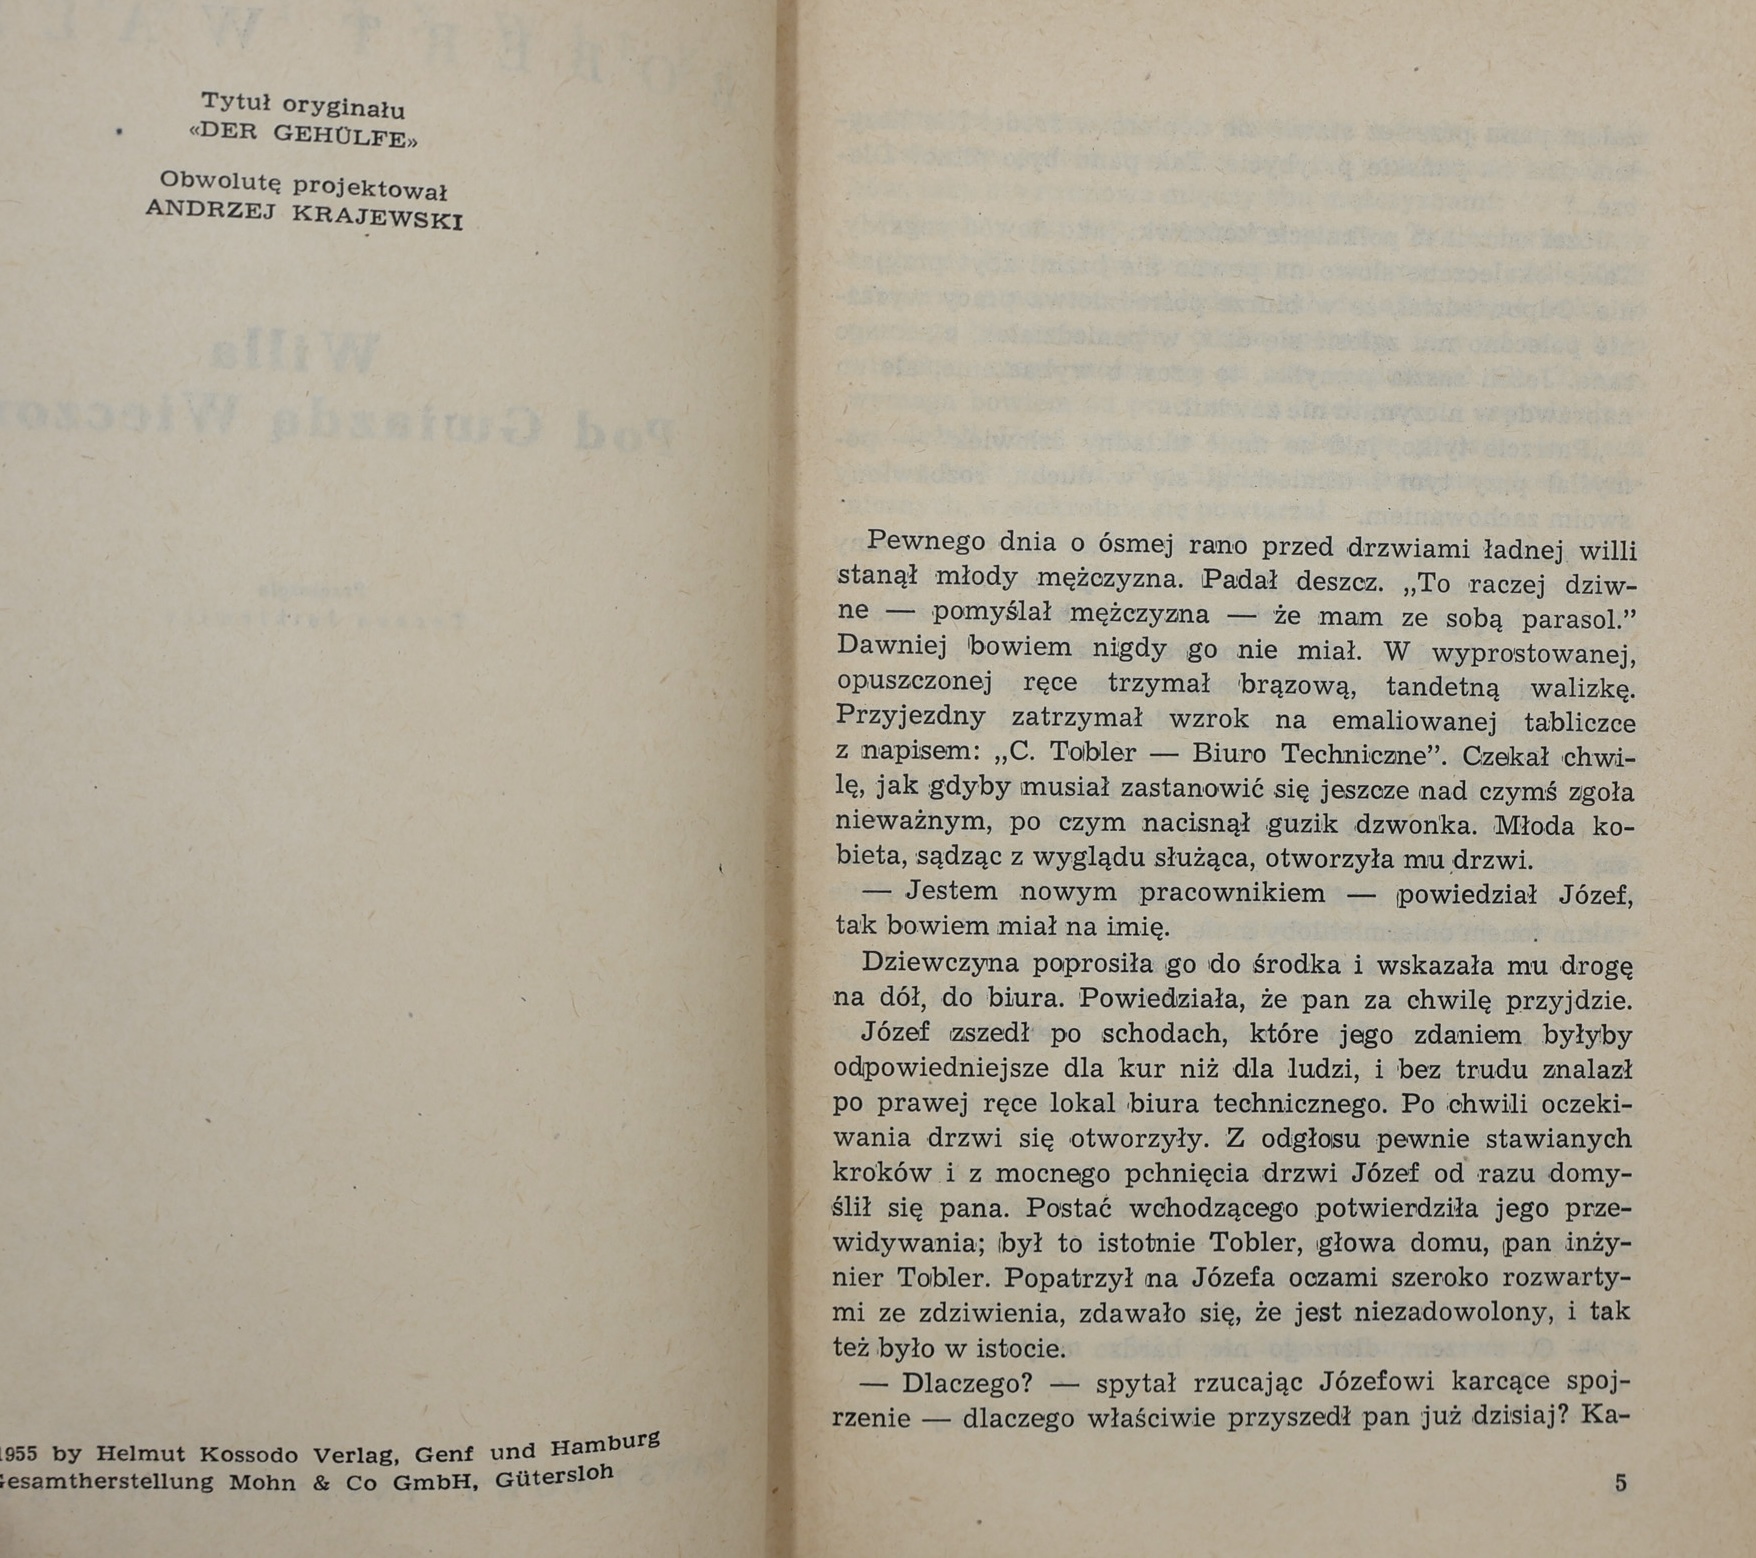 Tytuł oryginału
«DER GEHÜLFE»
Obwolutę projektował
ANDRZEJ KRAJEWSKI
1955 by Helmut Kossodo Verlag, Genf und Hamburg
Gesamtherstellung Mohn & Co GmbH, Gütersloh
Pewnego dnia o ósmej rano przed drzwiami ładnej willi
stanął młody mężczyzna. Padał deszcz. „To raczej dziw-
ne — pomyślał mężczyzna — że mam ze sobą parasol.”
Dawniej bowiem nigdy go nie miał. W wyprostowanej,
opuszczonej ręce trzymał brązową, tandetną walizkę.
Przyjezdny zatrzymał wzrok na emaliowanej tabliczce
z napisem: „C. Tobler — Biuro Techniczne”. Czekał chwi-
lę, jak gdyby musiał zastanowić się jeszcze nad czymś zgoła
nieważnym, po czym nacisnął guzik dzwonka. Młoda ko-
bieta, sądząc z wyglądu służąca, otworzyła mu drzwi.
— Jestem nowym pracownikiem — powiedział Józef,
tak bowiem miał na imię.
Dziewczyna poprosiła go do środka i wskazała mu drogę
na dół, do biura. Powiedziała, że pan za chwilę przyjdzie.
Józef zszedł po schodach, które jego zdaniem byłyby
odpowiedniejsze dla kur niż dla ludzi, i bez trudu znalazł
po prawej ręce lokal biura technicznego. Po chwili oczeki-
wania drzwi się otworzyły. Z odgłosu pewnie stawianych
kroków i z mocnego pchnięcia drzwi Józef od razu domy-
ślił się pana. Postać wchodzącego potwierdziła jego prze-
widywania; był to istotnie Tobler, głowa domu, pan inży-
nier Tobler. Popatrzył na Józefa oczami szeroko rozwarty-
mi ze zdziwienia, zdawało się, że jest niezadowolony, i tak
też było w istocie.
— Dlaczego? — spytał rzucając Józefowi karcące spoj-
rzenie — dlaczego właściwie przyszedł pan już dzisiaj? Ka-
5